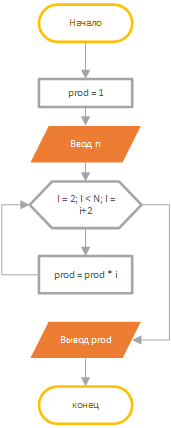 Начало
prod = 1
Ввод n
I = 2; I < N; I =
i+2
prod = prod * i
Вывод prod
конец